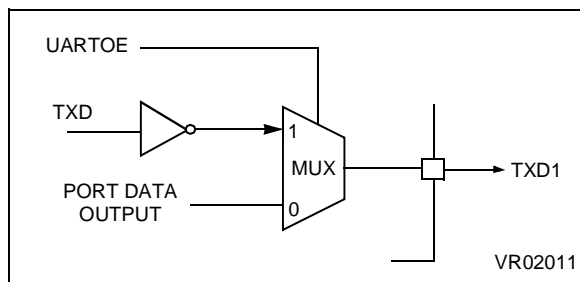 UARTOE
TXD
1
MUX
TXD1
PORT DATA
OUTPUT
0
VR02011